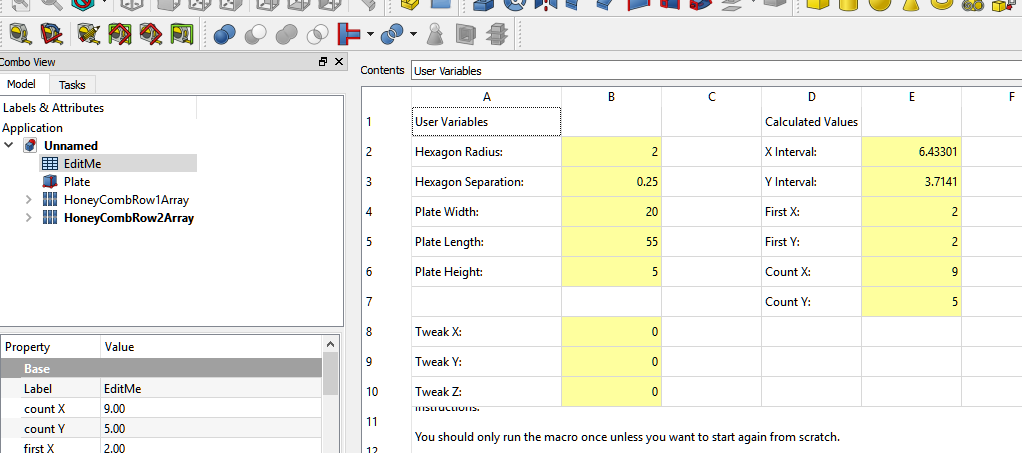 Combo View
Contents User Variables
Model Tasks
Labels & Attributes
Application
Unnamed
EditMe
Plate
HoneyCombRow1Array
HoneyCombRow2Array
Property Value
Base
Label EditMe
count X 9.00
count Y 5.00
first X 2.00
A B C D E F
1 User Variables Calculated Values
2 Hexagon Radius: 2 X Interval: 6.43301
3 Hexagon Separation: 0.25 Y Interval: 3.7141
4 Plate Width: 20 First X: 2
5 Plate Length: 55 First Y: 2
6 Plate Height: 5 Count X: 9
7 Count Y: 5
8 Tweak X: 0
9 Tweak Y: 0
10 Tweak Z: 0
instructions.
11
You should only run the macro once unless you want to start again from scratch.
12